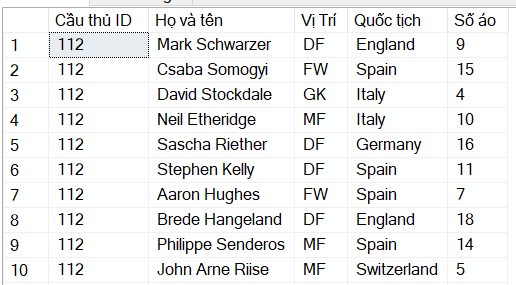 Cầu thủ ID Họ và tên Vị Trí Quốc tịch Số áo
1 112 Mark Schwarzer DF England 9
2 112 Csaba Somogyi FW Spain 15
3 112 David Stockdale GK Italy 4
4 112 Neil Etheridge MF Italy 10
5 112 Sascha Riether DF Germany 16
6 112 Stephen Kelly DF Spain 11
7 112 Aaron Hughes FW Spain 7
8 112 Brede Hangeland DF England 18
9 112 Philippe Senderos MF Spain 14
10 112 John Arne Riise MF Switzerland 5